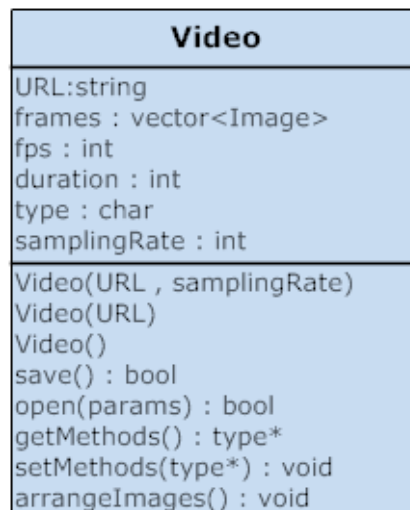 Video
URL:string
frames : vector<Image>
fps : int
duration : int
type : char
samplingRate : int
Video(URL , samplingRate)
Video(URL)
Video()
save() : bool
open(params) : bool
getMethods() : type*
setMethods(type*) : void
arrangeImages() : void